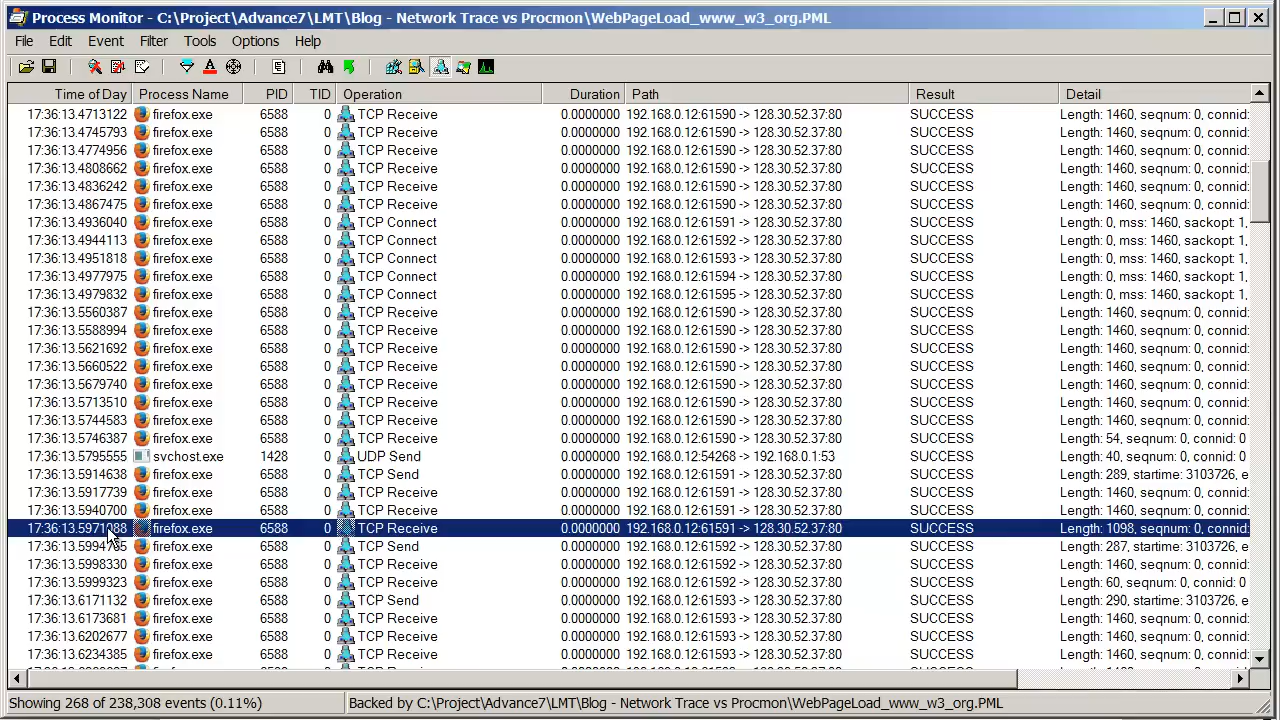 Process Monitor - C:\Project\Advance7\LMT\Blog - Network Trace vs Procmon\WebPageLoad_www_w3_org.PML
File Edit Event Filter Tools Options Help
Time of Day Process Name PID TID Operation Duration Path Result Detail
17:36:13.4713122 firefox.exe 6588 0 TCP Receive 0.0000000 192.168.0.12:61590 -> 128.30.52.37:80 SUCCESS Length: 1460, seqnum: 0, connid:
17:36:13.4745793 firefox.exe 6588 0 TCP Receive 0.0000000 192.168.0.12:61590 -> 128.30.52.37:80 SUCCESS Length: 1460, seqnum: 0, connid:
17:36:13.4774956 firefox.exe 6588 0 TCP Receive 0.0000000 192.168.0.12:61590 -> 128.30.52.37:80 SUCCESS Length: 1460, seqnum: 0, connid:
17:36:13.4808662 firefox.exe 6588 0 TCP Receive 0.0000000 192.168.0.12:61590 -> 128.30.52.37:80 SUCCESS Length: 1460, seqnum: 0, connid:
17:36:13.4836242 firefox.exe 6588 0 TCP Receive 0.0000000 192.168.0.12:61590 -> 128.30.52.37:80 SUCCESS Length: 1460, seqnum: 0, connid:
17:36:13.4867475 firefox.exe 6588 0 TCP Receive 0.0000000 192.168.0.12:61590 -> 128.30.52.37:80 SUCCESS Length: 1460, seqnum: 0, connid:
17:36:13.4936040 firefox.exe 6588 0 TCP Connect 0.0000000 192.168.0.12:61591 -> 128.30.52.37:80 SUCCESS Length: 0, mss: 1460, sackopt: 1,
17:36:13.4944113 firefox.exe 6588 0 TCP Connect 0.0000000 192.168.0.12:61592 -> 128.30.52.37:80 SUCCESS Length: 0, mss: 1460, sackopt: 1,
17:36:13.4951818 firefox.exe 6588 0 TCP Connect 0.0000000 192.168.0.12:61593 -> 128.30.52.37:80 SUCCESS Length: 0, mss: 1460, sackopt: 1,
17:36:13.4977975 firefox.exe 6588 0 TCP Connect 0.0000000 192.168.0.12:61594 -> 128.30.52.37:80 SUCCESS Length: 0, mss: 1460, sackopt: 1,
17:36:13.4979832 firefox.exe 6588 0 TCP Connect 0.0000000 192.168.0.12:61595 -> 128.30.52.37:80 SUCCESS Length: 0, mss: 1460, sackopt: 1,
17:36:13.5560387 firefox.exe 6588 0 TCP Receive 0.0000000 192.168.0.12:61590 -> 128.30.52.37:80 SUCCESS Length: 1460, seqnum: 0, connid:
17:36:13.5588994 firefox.exe 6588 0 TCP Receive 0.0000000 192.168.0.12:61590 -> 128.30.52.37:80 SUCCESS Length: 1460, seqnum: 0, connid:
17:36:13.5621692 firefox.exe 6588 0 TCP Receive 0.0000000 192.168.0.12:61590 -> 128.30.52.37:80 SUCCESS Length: 1460, seqnum: 0, connid:
17:36:13.5660522 firefox.exe 6588 0 TCP Receive 0.0000000 192.168.0.12:61590 -> 128.30.52.37:80 SUCCESS Length: 1460, seqnum: 0, connid:
17:36:13.5679740 firefox.exe 6588 0 TCP Receive 0.0000000 192.168.0.12:61590 -> 128.30.52.37:80 SUCCESS Length: 1460, seqnum: 0, connid:
17:36:13.5713510 firefox.exe 6588 0 TCP Receive 0.0000000 192.168.0.12:61590 -> 128.30.52.37:80 SUCCESS Length: 1460, seqnum: 0, connid:
17:36:13.5744583 firefox.exe 6588 0 TCP Receive 0.0000000 192.168.0.12:61590 -> 128.30.52.37:80 SUCCESS Length: 1460, seqnum: 0, connid:
17:36:13.5746387 firefox.exe 6588 0 TCP Receive 0.0000000 192.168.0.12:61590 -> 128.30.52.37:80 SUCCESS Length: 54, seqnum: 0, connid: 0
17:36:13.5795555 svchost.exe 1428 0 UDP Send 0.0000000 192.168.0.12:54268 -> 192.168.0.1:53 SUCCESS Length: 40, seqnum: 0, connid: 0
17:36:13.5914638 firefox.exe 6588 0 TCP Send 0.0000000 192.168.0.12:61591 -> 128.30.52.37:80 SUCCESS Length: 289, startime: 3103726, e
17:36:13.5917739 firefox.exe 6588 0 TCP Receive 0.0000000 192.168.0.12:61591 -> 128.30.52.37:80 SUCCESS Length: 1460, seqnum: 0, connid:
17:36:13.5940700 firefox.exe 6588 0 TCP Receive 0.0000000 192.168.0.12:61591 -> 128.30.52.37:80 SUCCESS Length: 1460, seqnum: 0, connid:
17:36:13.5971088 firefox.exe 6588 0 TCP Receive 0.0000000 192.168.0.12:61591 -> 128.30.52.37:80 SUCCESS Length: 1098, seqnum: 0, connid:
firefox.exe 6588 0 TCP Send 0.0000000 192.168.0.12:61592 -> 128.30.52.37:80 SUCCESS Length: 287, startime: 3103726, e
17:36:13.5998330 firefox.exe 6588 0 TCP Receive 0.0000000 192.168.0.12:61592 -> 128.30.52.37:80 SUCCESS Length: 1460, seqnum: 0, connid:
17:36:13.5999323 firefox.exe 6588 0 TCP Receive 0.0000000 192.168.0.12:61592 -> 128.30.52.37:80 SUCCESS Length: 60, seqnum: 0, connid: 0
17:36:13.6171132 firefox.exe 6588 0 TCP Send 0.0000000 192.168.0.12:61593 -> 128.30.52.37:80 SUCCESS Length: 290, startime: 3103726, e
17:36:13.6173681 firefox.exe 6588 0 TCP Receive 0.0000000 192.168.0.12:61593 -> 128.30.52.37:80 SUCCESS Length: 1460, seqnum: 0, connid:
17:36:13.6202677 firefox.exe 6588 0 TCP Receive 0.0000000 192.168.0.12:61593 -> 128.30.52.37:80 SUCCESS Length: 1460, seqnum: 0, connid:
17:36:13.6234385 firefox.exe 6588 0 TCP Receive 0.0000000 192.168.0.12:61593 -> 128.30.52.37:80 SUCCESS Length: 1460, seqnum: 0, connid:
Showing 268 of 238,308 events (0.11%) Backed by C:\Project\Advance7\LMT\Blog - Network Trace vs Procmon\WebPageLoad_www_w3_org.PML